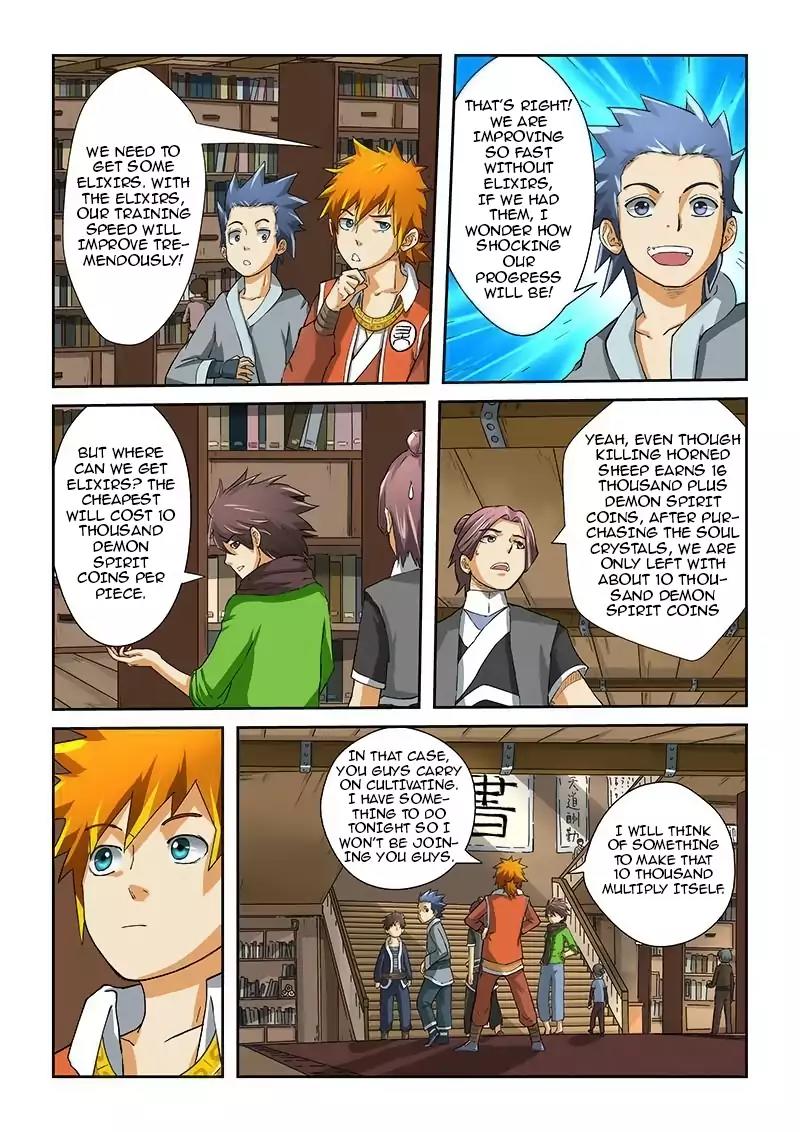 WE NEED TO
GET SOME
ELIXIRS. WITH
THE ELIXIRS,
OUR TRAINING
SPEED WILL
IMPROVE TRE-
MENDOUSLY!
THAT'S RIGHT!
WE ARE
IMPROVING
SO FAST
WITHOUT
ELIXIRS,
IF WE HAD
THEM, I
WONDER HOW
SHOCKING
OUR
PROGRESS
WILL BE!
BUT WHERE
CAN WE GET
ELIXIRS? THE
CHEAPEST
WILL COST 10
THOUSAND
DEMON
SPIRIT
COINS PER
PIECE.
YEAH, EVEN THOUGH
KILLING HORNED
SHEEP EARNS 16
THOUSAND PLUS
DEMON SPIRIT
COINS, AFTER PUR-
CHASING THE SOUL
CRYSTALS, WE ARE
ONLY LEFT WITH
ABOUT 10 THOU-
SAND DEMON
SPIRIT COINS
IN THAT CASE,
YOU GUYS CARRY
ON CULTIVATING.
I HAVE SOME-
THING TO DO
TONIGHT SO I
WON'T BE JOIN-
ING YOU GUYS.
書
天道酬勤
I WILL THINK
OF SOMETHING
TO MAKE THAT
10 THOUSAND
MULTIPLY ITSELF.